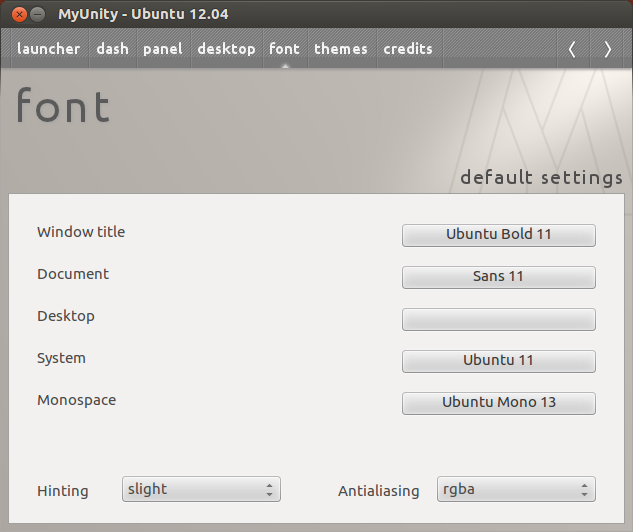 MyUnity - Ubuntu 12.04
launcher dash panel desktop font themes credits
font
default settings
Window title Ubuntu Bold 11
Document Sans 11
Desktop
System Ubuntu 11
Monospace Ubuntu Mono 13
Hinting slight Antialiasing rgba